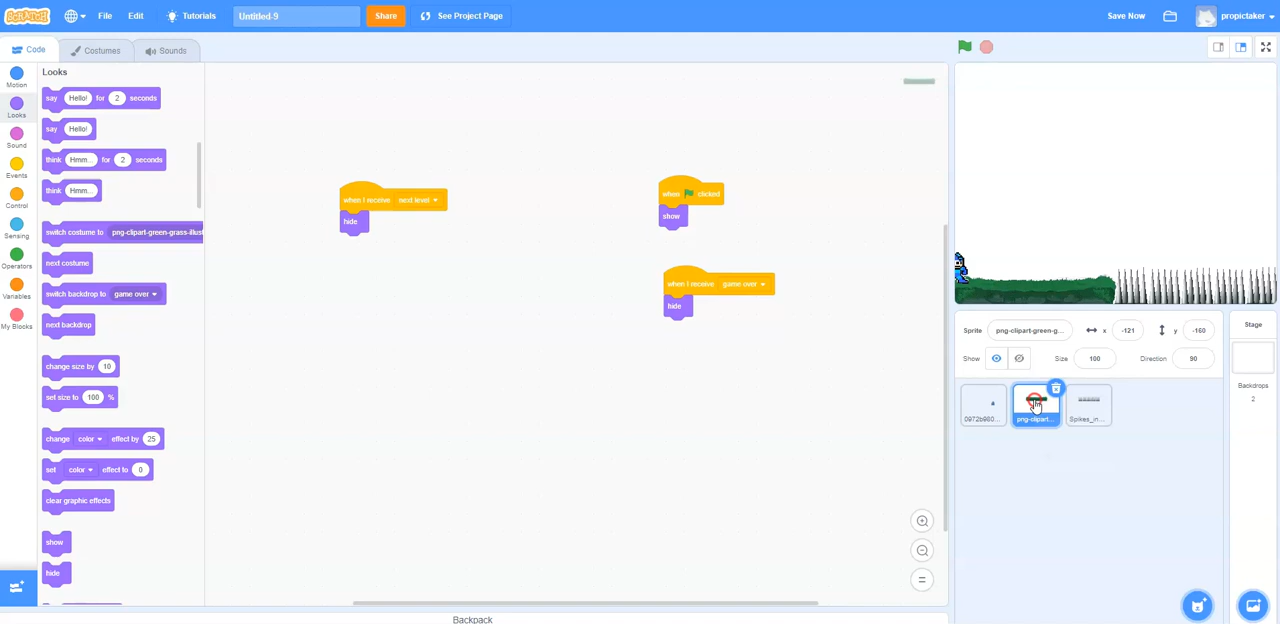 SCRATCH File Edit Tutorials Untitled-9 Share See Project Page Save Now propictaker
Code Costumes Sounds
Motion
Looks
Sound
Events
Control
Sensing
Operators
Variables
My Blocks
Looks
say Hello! for 2 seconds
say Hello!
think Hmm... for 2 seconds
think Hmm...
switch costume to png-clipart-green-grass-illust
next costume
switch backdrop to game over
next backdrop
change size by 10
set size to 100 %
change color effect by 25
set color effect to 0
clear graphic effects
show
hide
when I receive next level
hide
when clicked
show
when I receive game over
hide
Backpack
Sprite png-clipart-green-g... x -121 y -160
Show Size 100 Direction 90
0972b980...
png-clipart...
Spikes_in...
Stage
Backdrops
2